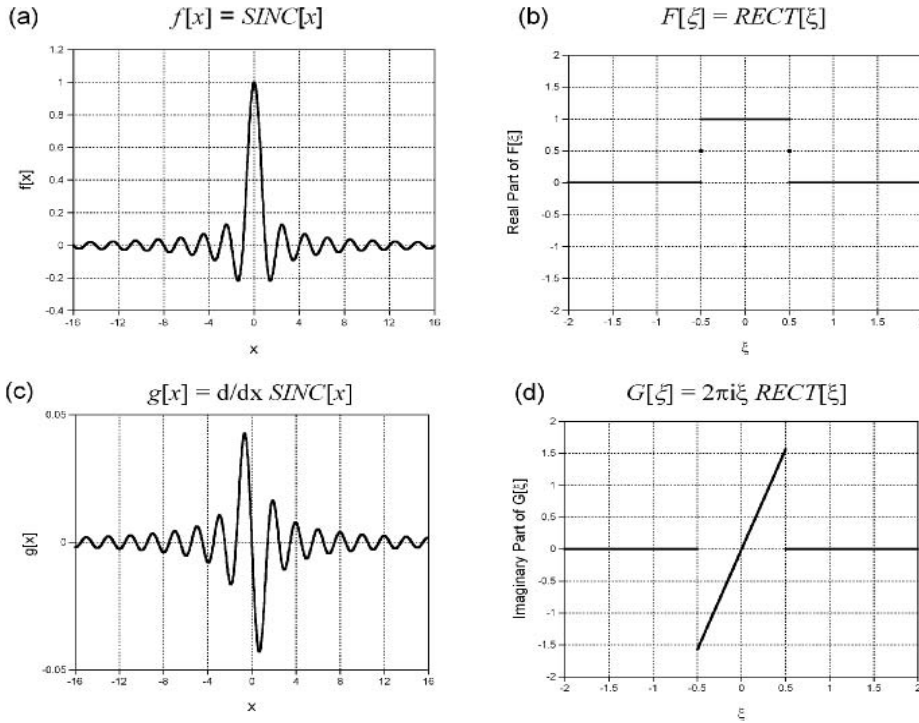 (a) f[x] = SINC[x]
1.2
1
0.8
0.6
0.4
0.2
0
-0.2
-0.4
f[x]
-16 -12 -8 -4 0 4 8 12 16
x
(b) F[ξ] = RECT[ξ]
2
1.5
1
0.5
0
-0.5
-1
-1.5
-2
Real Part of F[ξ]
-2 -1.5 -1 -0.5 0 0.5 1 1.5 2
ξ
(c) g[x] = d/dx SINC[x]
0.05
0
-0.05
g[x]
-16 -12 -8 -4 0 4 8 12 16
x
(d) G[ξ] = 2πiξ RECT[ξ]
2
1.5
1
0.5
0
-0.5
-1
-1.5
-2
Imaginary Part of G[ξ]
-2 -1.5 -1 -0.5 0 0.5 1 1.5 2
ξ